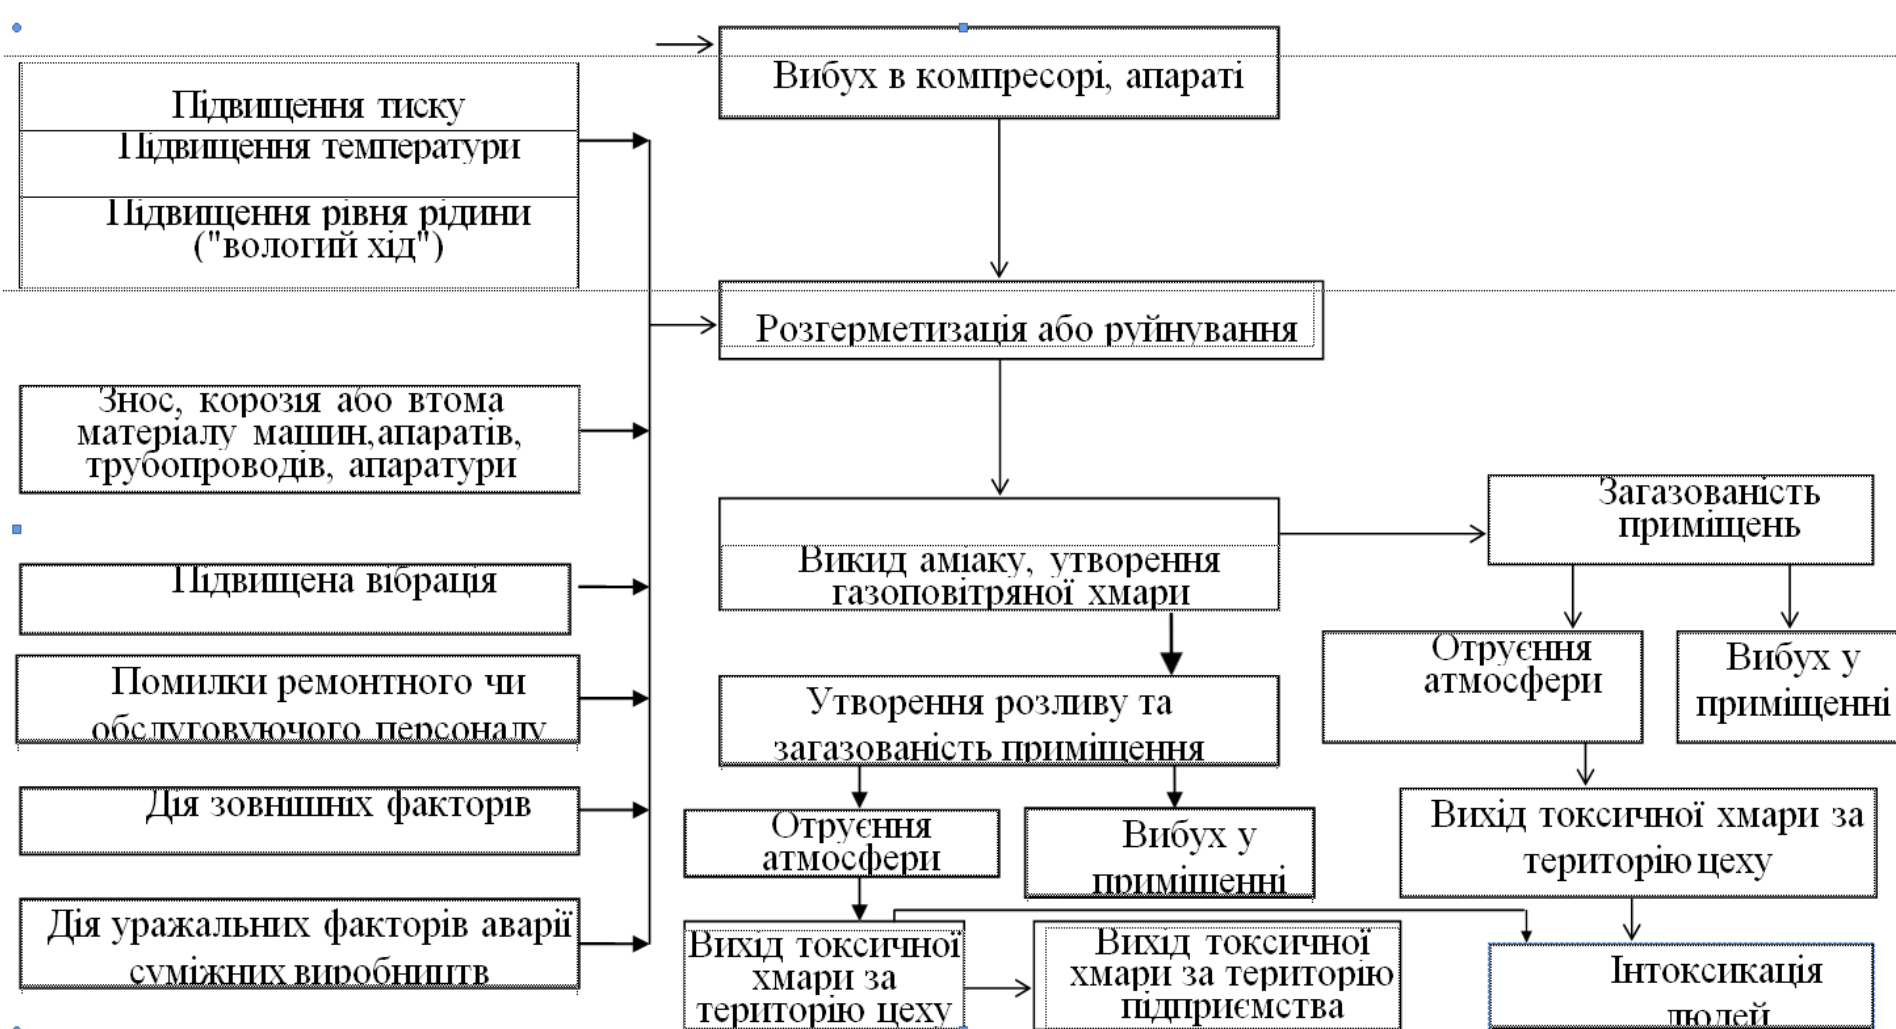 Вибух в компресорі, апараті
Підвищення тиску
Підвищення температури
Підвищення рівня рідини
("вологий хід")
Розгерметизація або руйнування
Знос, корозія або втома
матеріалу машин,апаратів,
трубопроводів, апаратури
Загазованість
приміщень
Викид аміаку, утворення
газоповітряної хмари
Підвищена вібрація
Отруєння
атмосфери
Вибух у
приміщенні
Помилки ремонтного чи
обслуговуючого персоналу
Утворення розливу та
загазованість приміщення
Дія зовнішніх факторів
Отруєння
атмосфери
Вибух у
приміщенні
Вихід токсичної хмари за
територію цеху
Дія уражальних факторів аварії
суміжних виробництв
Вихід токсичної
хмари за
територію цеху
Вихід токсичної
хмари за територію
підприємства
Інтоксикація
людей